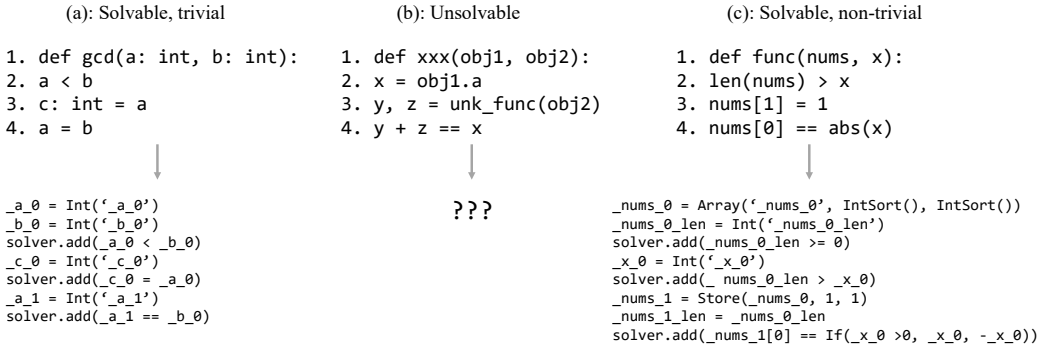 (a): Solvable, trivial
1. def gcd(a: int, b: int):
2. a < b
3. c: int = a
4. a = b
_a_0 = Int(‘_a_0’)
_b_0 = Int(‘_b_0’)
solver.add(_a_0 < _b_0)
_c_0 = Int(‘_c_0’)
solver.add(_c_0 = _a_0)
_a_1 = Int(‘_a_1’)
solver.add(_a_1 == _b_0)
(b): Unsolvable
1. def xxx(obj1, obj2):
2. x = obj1.a
3. y, z = unk_func(obj2)
4. y + z == x
???
(c): Solvable, non-trivial
1. def func(nums, x):
2. len(nums) > x
3. nums[1] = 1
4. nums[0] == abs(x)
_nums_0 = Array(‘_nums_0’, IntSort(), IntSort())
_nums_0_len = Int(‘_nums_0_len’)
solver.add(_nums_0_len >= 0)
_x_0 = Int(‘_x_0’)
solver.add(_ nums_0_len > _x_0)
_nums_1 = Store(_nums_0, 1, 1)
_nums_1_len = _nums_0_len
solver.add(_nums_1[0] == If(_x_0 >0, _x_0, -_x_0))